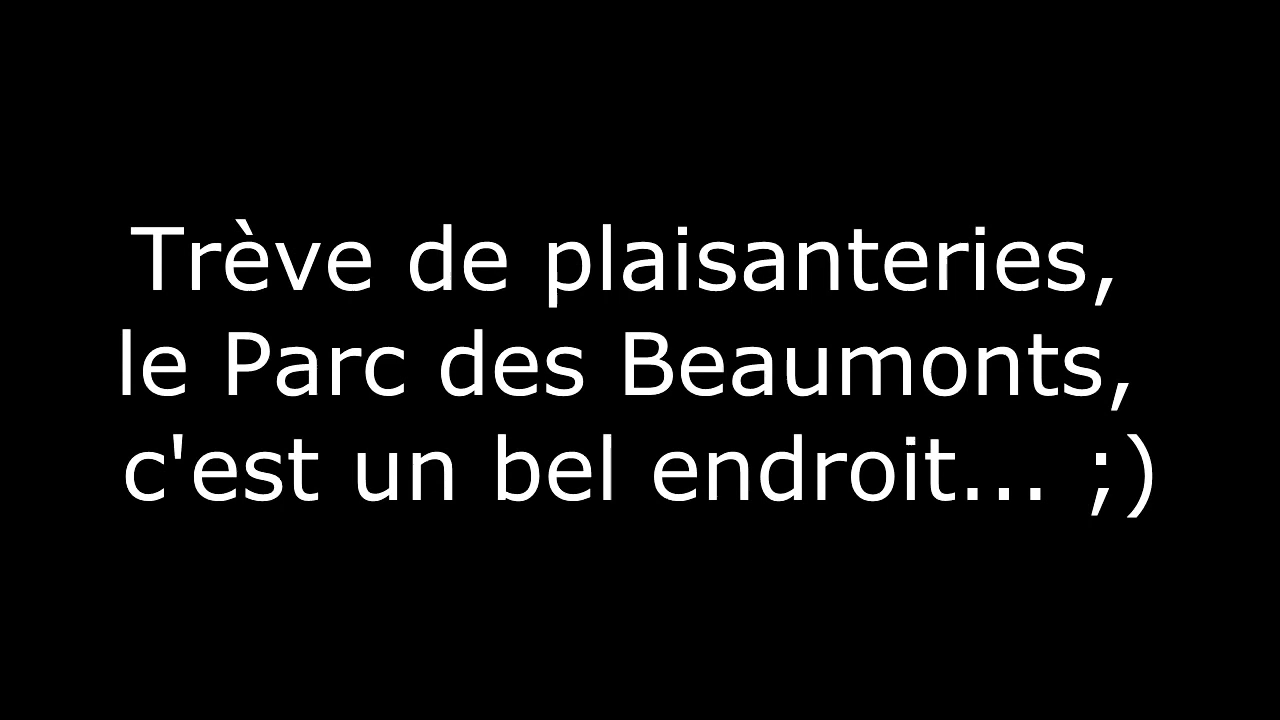 Trève de plaisanteries,
le Parc des Beaumonts,
c'est un bel endroit... ;)